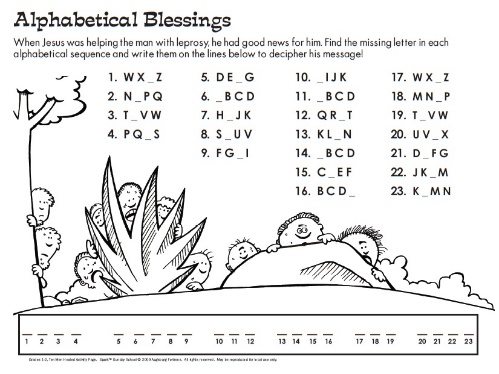 Alphabetical Blessings
When Jesus was helping the man with leprosy, he had good news for him. Find the missing letter in each
alphabetical sequence and write them on the lines below to decipher his message!
1. W X _ Z
2. N _ P Q
3. T _ V W
4. P Q _ S
5. D E _ G
6. _ B C D
7. H _ J K
8. S _ U V
9. F G _ I
10. _ I J K
11. _ B C D
12. Q R _ T
13. K L _ N
14. _ B C D
15. C _ E F
16. B C D _
17. W X _ Z
18. M N _ P
19. T _ V W
20. U V _ X
21. D _ F G
22. J K _ M
23. K _ M N
1 2 3 4 5 6 7 8 9 10 11 12 13 14 15 16 17 18 19 20 21 22 23